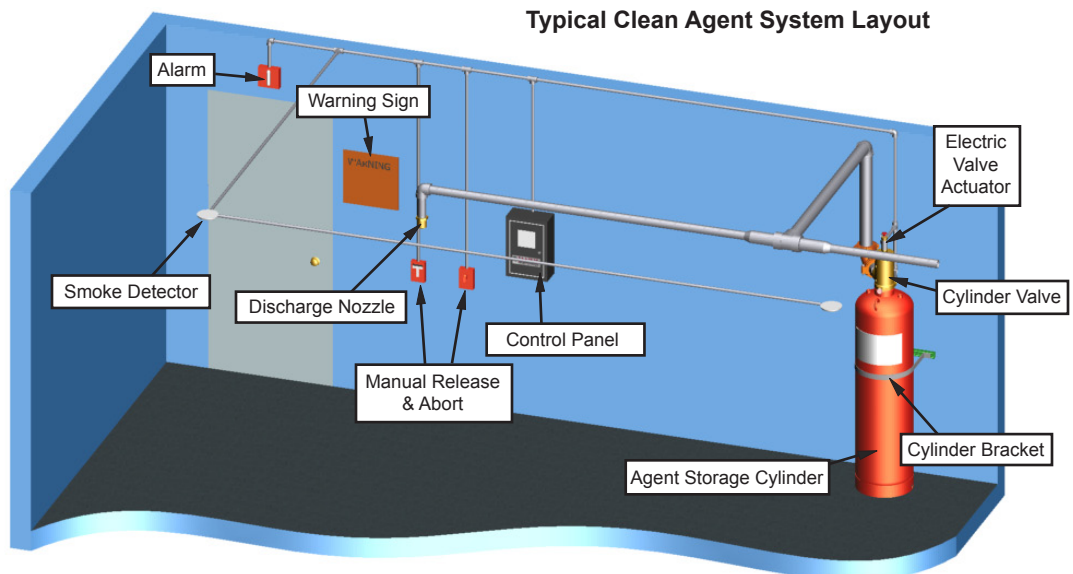 Typical Clean Agent System Layout
Alarm
Warning Sign
Electric
Valve
Actuator
Smoke Detector
Discharge Nozzle
Control Panel
Cylinder Valve
Manual Release
& Abort
Cylinder Bracket
Agent Storage Cylinder